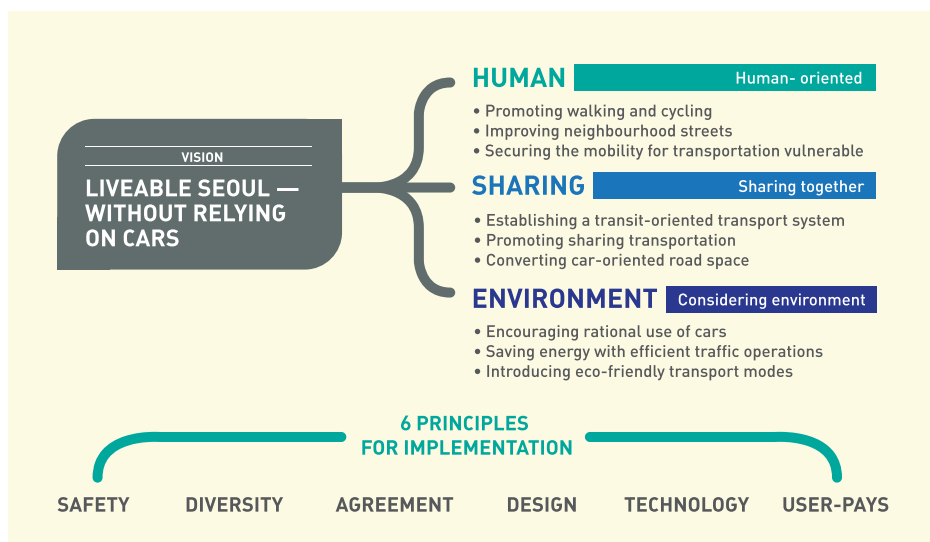 VISION
LIVEABLE SEOUL —
WITHOUT RELYING
ON CARS
HUMAN Human- oriented
• Promoting walking and cycling
• Improving neighbourhood streets
• Securing the mobility for transportation vulnerable
SHARING Sharing together
• Establishing a transit-oriented transport system
• Promoting sharing transportation
• Converting car-oriented road space
ENVIRONMENT Considering environment
• Encouraging rational use of cars
• Saving energy with efficient traffic operations
• Introducing eco-friendly transport modes
6 PRINCIPLES
FOR IMPLEMENTATION
SAFETY DIVERSITY AGREEMENT DESIGN TECHNOLOGY USER-PAYS